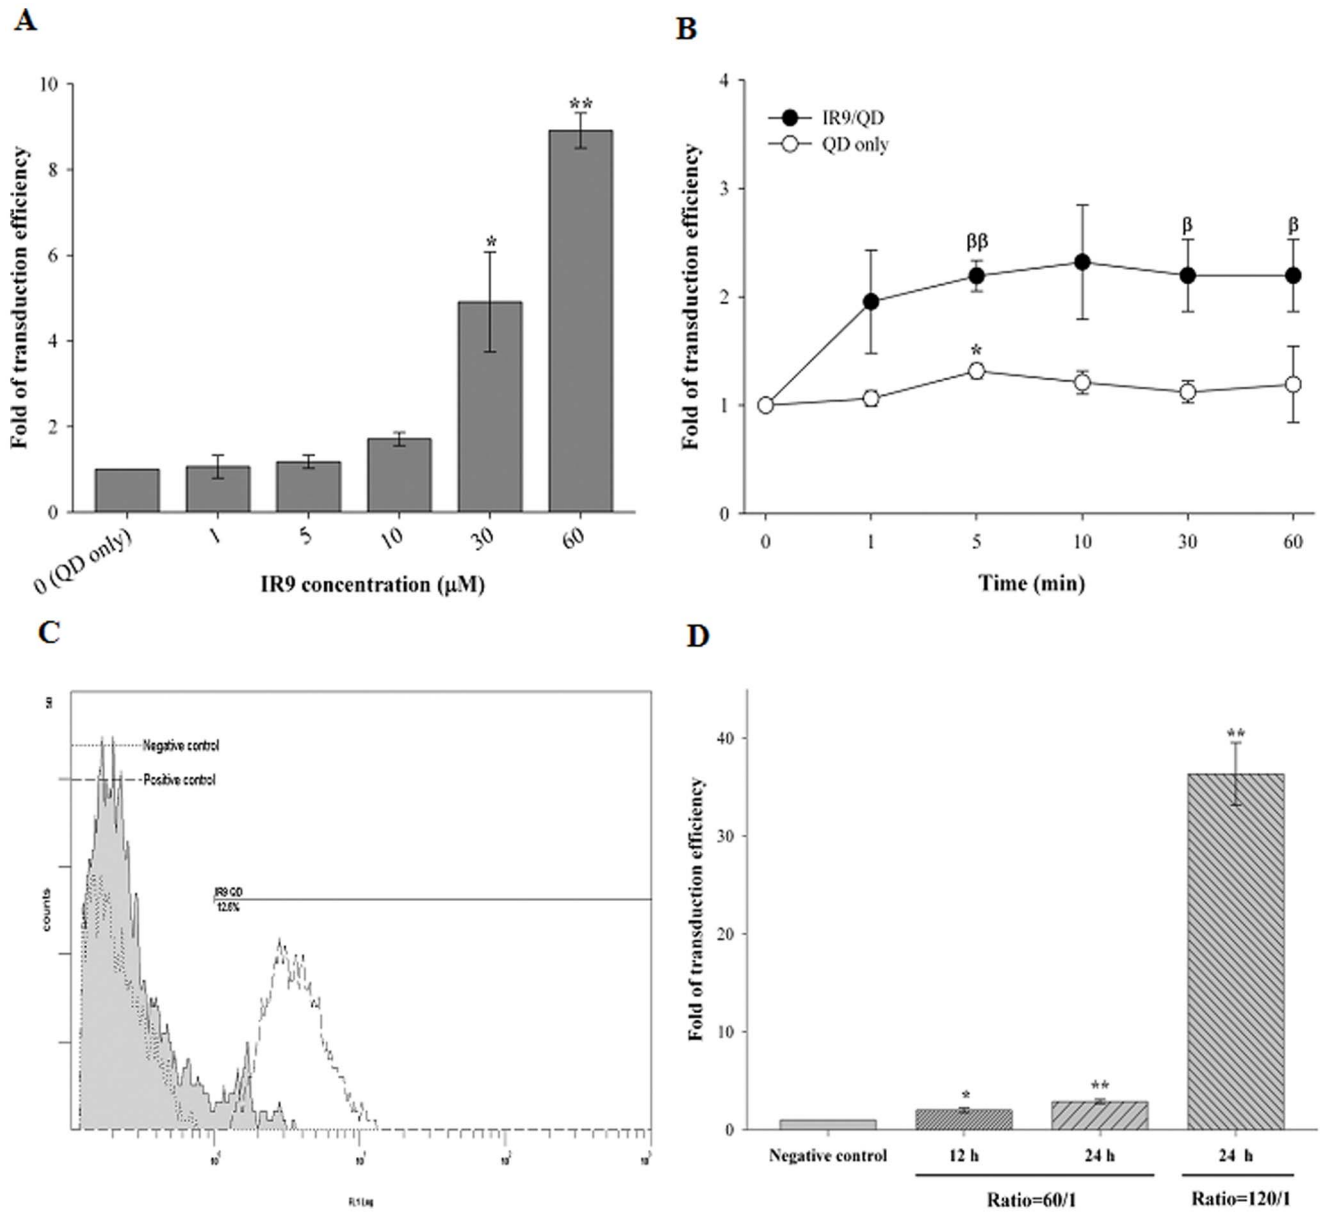 A
10
8
6
4
2
0
Fold of transduction efficiency
*
**
0 (QD only)
1
5
10
30
60
IR9 concentration (μM)
B
4
3
2
1
0
Fold of transduction efficiency
IR9/QD
QD only
ββ
β
β
*
0
1
5
10
30
60
Time (min)
C
Negative control
Positive control
IR9 QD
12.6%
counts
FL1 Log
D
40
30
20
10
0
Fold of transduction efficiency
*
**
**
Negative control
12 h
24 h
24 h
Ratio=60/1
Ratio=120/1